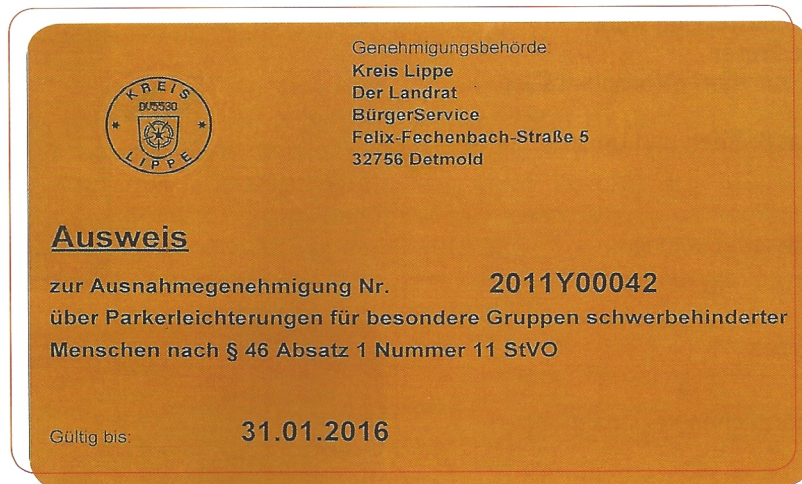 Genehmigungsbehörde:
Kreis Lippe
Der Landrat
BürgerService
Felix-Fechenbach-Straße 5
32756 Detmold
KREIS
DU5530
LIPPE
Ausweis
zur Ausnahmegenehmigung Nr. 2011Y00042
über Parkerleichterungen für besondere Gruppen schwerbehinderter
Menschen nach § 46 Absatz 1 Nummer 11 StVO
Gültig bis: 31.01.2016